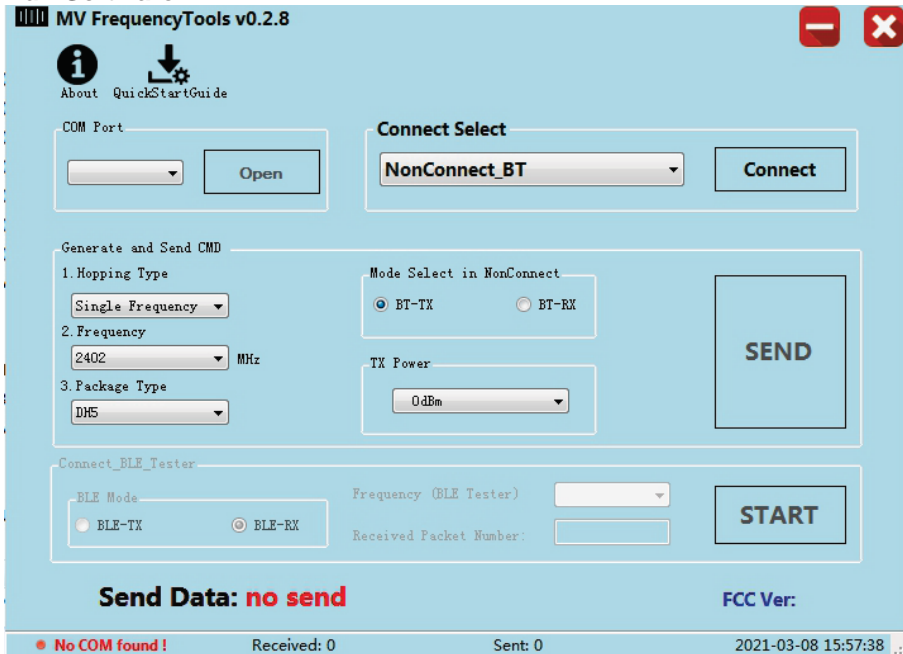 MV FrequencyTools v0.2.8
About QuickStartGuide
COM Port
Open
Connect Select
NonConnect_BT
Connect
Generate and Send CMD
1. Hopping Type
Single Frequency
2. Frequency
2402 MHz
3. Package Type
DH5
Mode Select in NonConnect
BT-TX BT-RX
TX Power
0dBm
SEND
Connect_BLE_Tester
BLE Mode
BLE-TX BLE-RX
Frequency (BLE Tester)
Received Packet Number:
START
Send Data: no send
FCC Ver:
No COM found ! Received: 0 Sent: 0 2021-03-08 15:57:38